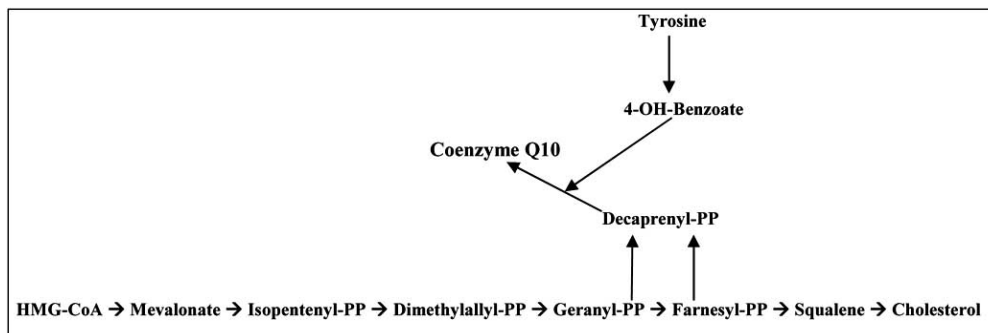 Tyrosine
4-OH-Benzoate
Coenzyme Q10
Decaprenyl-PP
HMG-CoA → Mevalonate → Isopentenyl-PP → Dimethylallyl-PP → Geranyl-PP → Farnesyl-PP → Squalene → Cholesterol